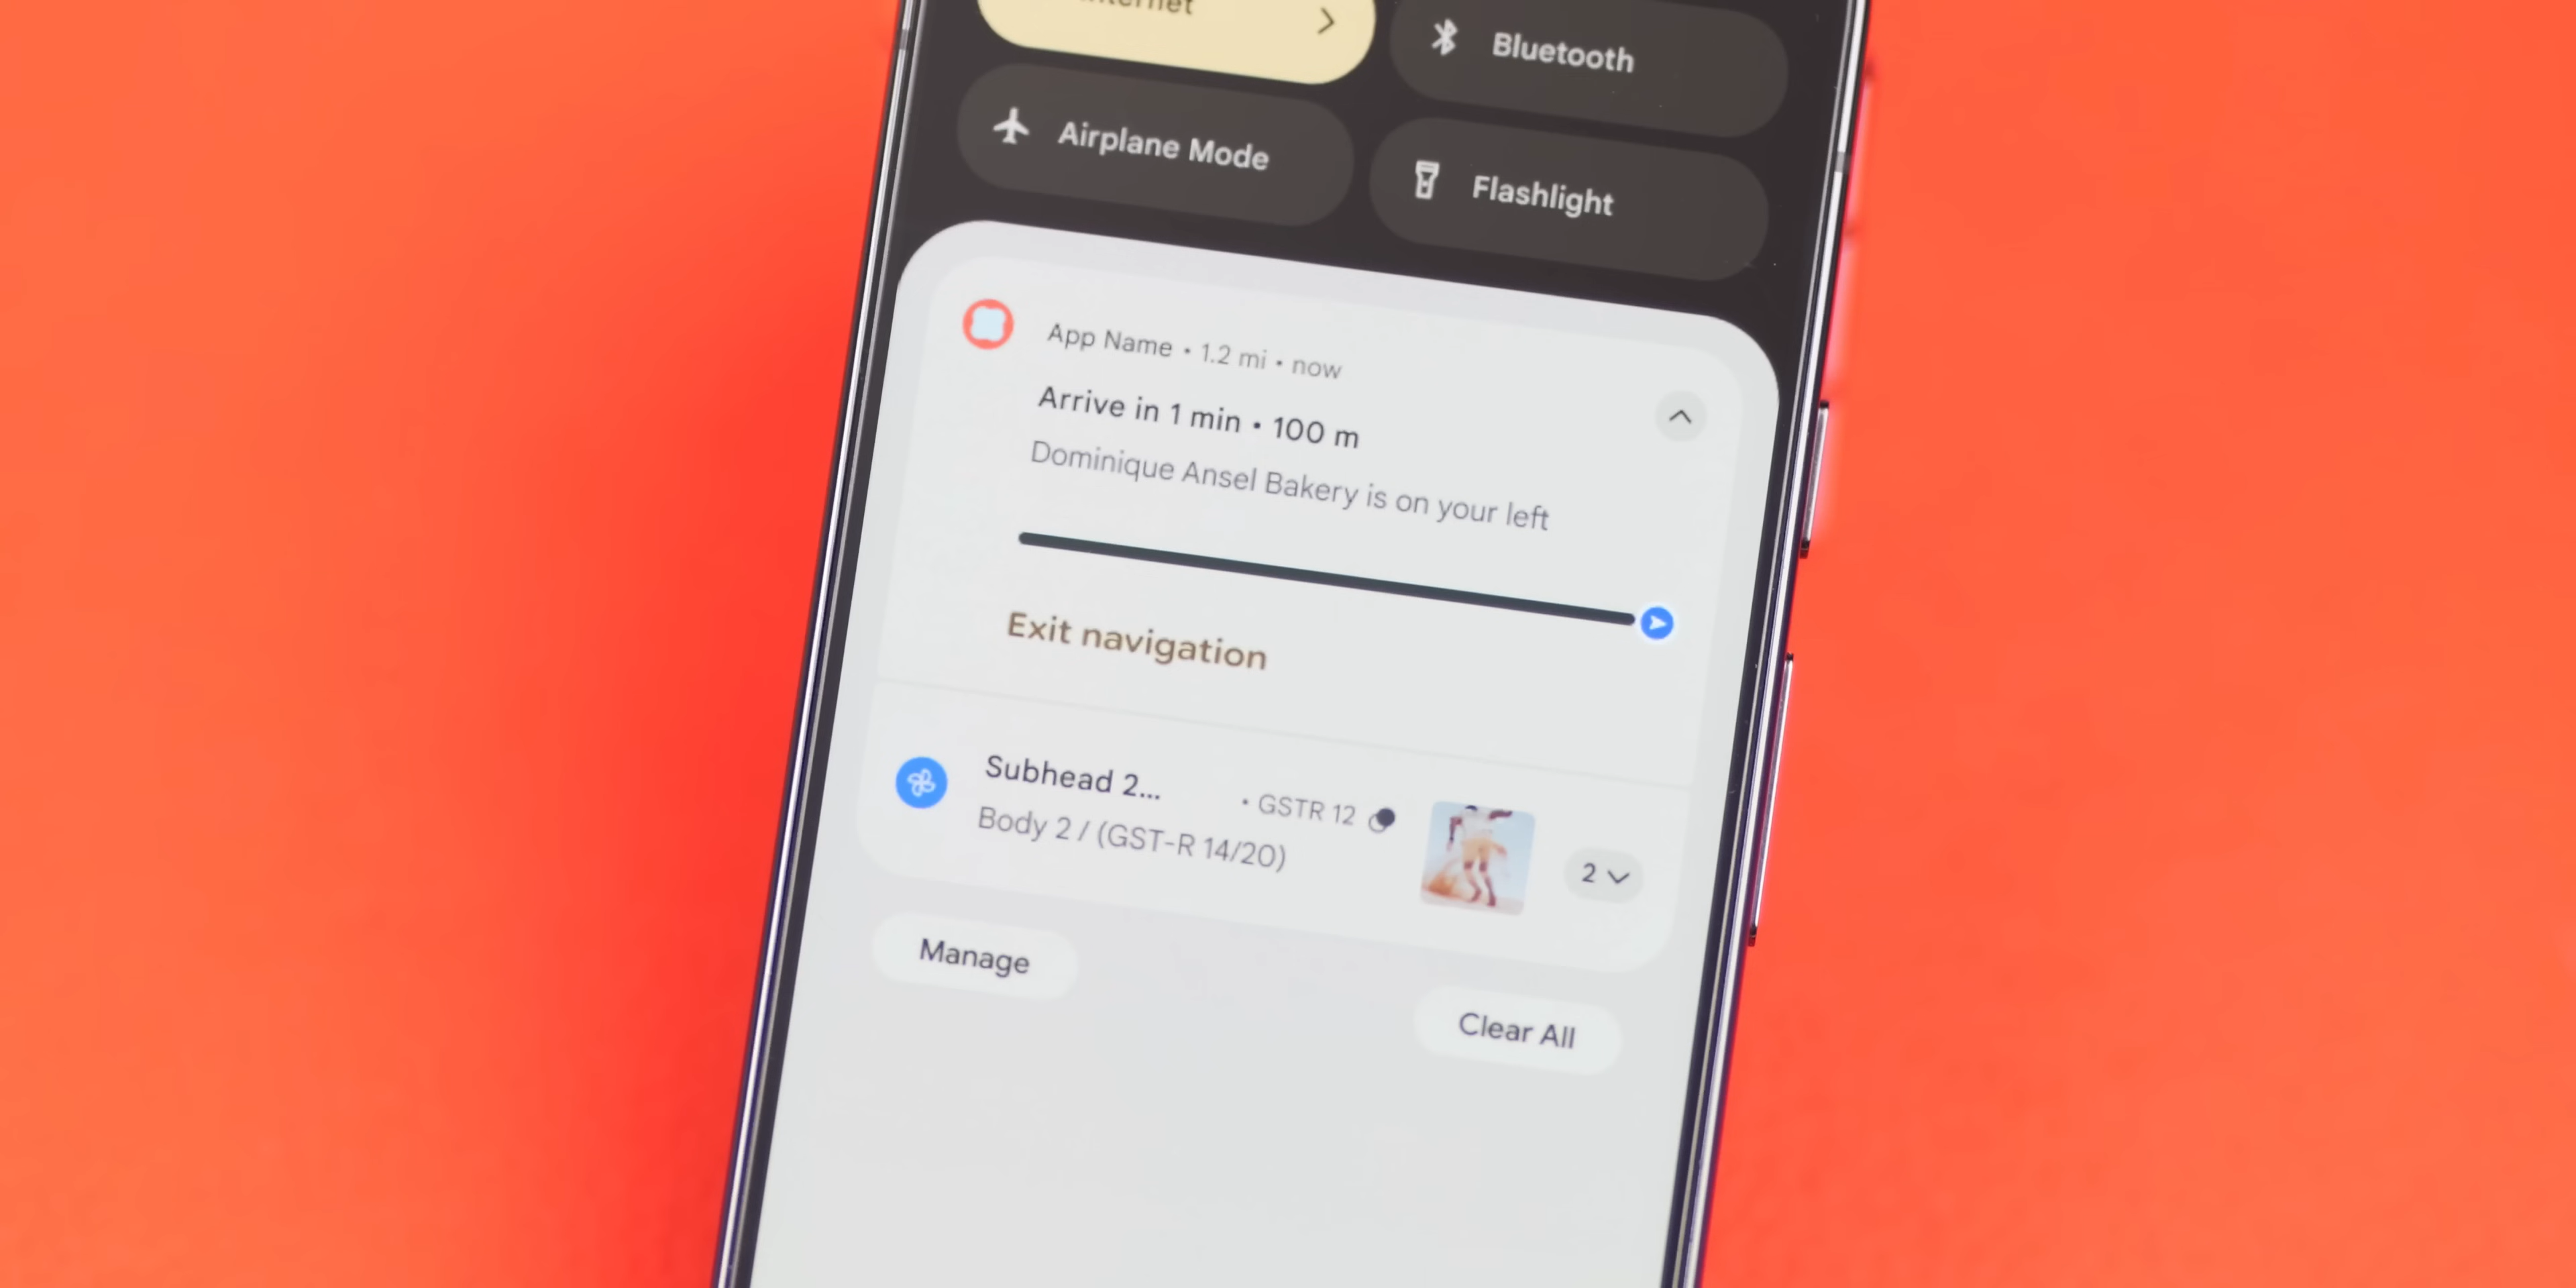 Bluetooth
Airplane Mode
Flashlight
App Name • 1.2 mi • now
Arrive in 1 min • 100 m
Dominique Ansel Bakery is on your left
Exit navigation
Subhead 2... • GSTR 12
Body 2 / (GST-R 14/20)
2
Manage
Clear All